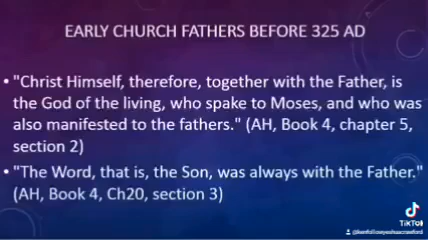 EARLY CHURCH FATHERS BEFORE 325 AD
• "Christ Himself, therefore, together with the Father, is
the God of the living, who spake to Moses, and who was
also manifested to the fathers." (AH, Book 4, chapter 5,
section 2)
• "The Word, that is, the Son, was always with the Father,"
(AH, Book 4, Ch20, section 3)
TikTok